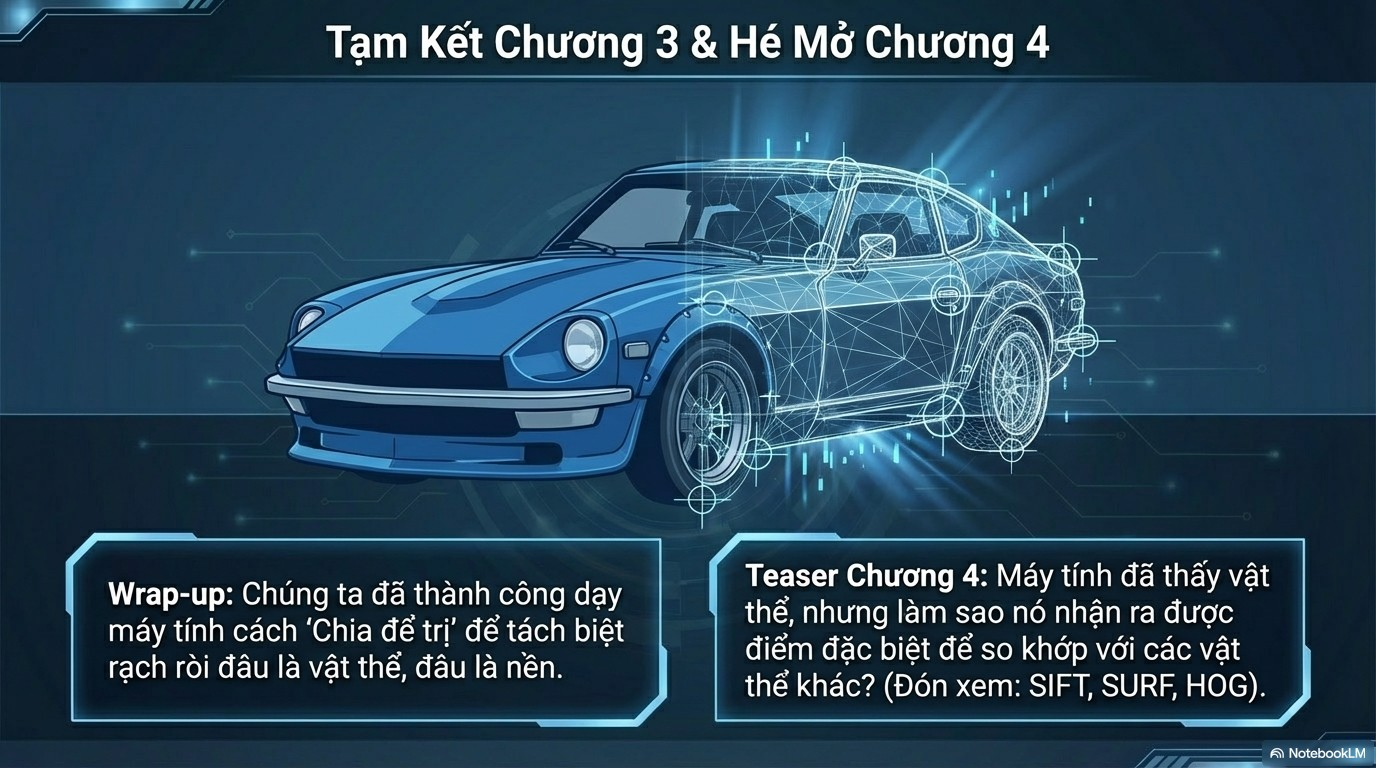 Tạm Kết Chương 3 & Hé Mở Chương 4
Wrap-up: Chúng ta đã thành công dạy
máy tính cách ‘Chia để trị’ để tách biệt
rạch ròi đâu là vật thể, đâu là nền.
Teaser Chương 4: Máy tính đã thấy vật
thể, nhưng làm sao nó nhận ra được
điểm đặc biệt để so khớp với các vật
thể khác? (Đón xem: SIFT, SURF, HOG).
NotebookLM